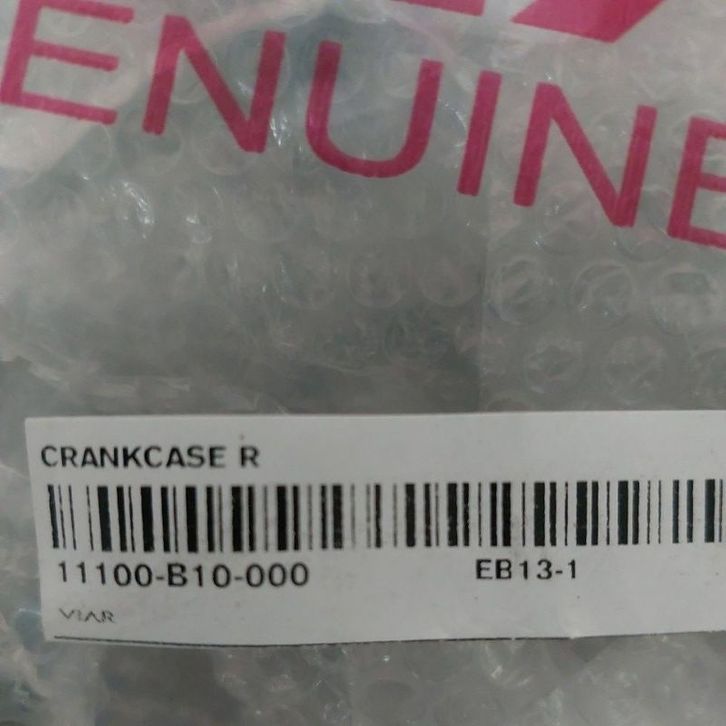 ENUINE
CRANKCASE R
11100-B10-000 EB13-1
VIAR